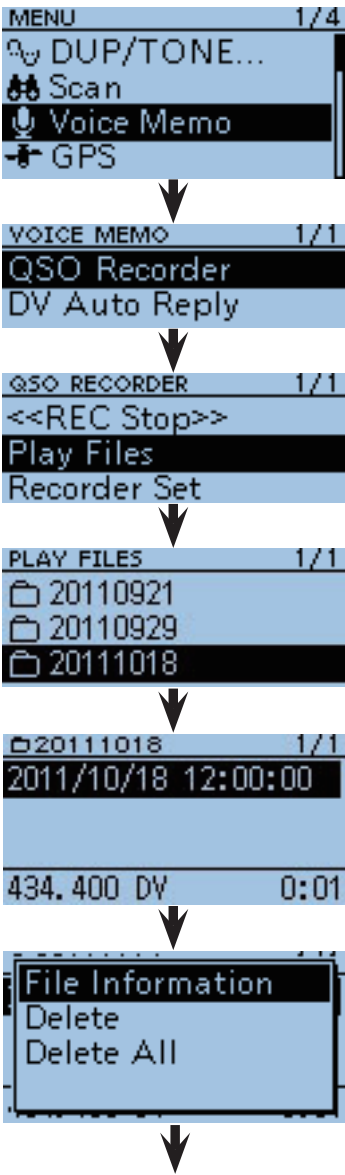 MENU 1/4
DUP/TONE...
Scan
Voice Memo
GPS
VOICE MEMO 1/1
QSO Recorder
DV Auto Reply
QSO RECORDER 1/1
<<REC Stop>>
Play Files
Recorder Set
PLAY FILES 1/1
20110921
20110929
20111018
20111018 1/1
2011/10/18 12:00:00
434.400 DV 0:01
File Information
Delete
Delete All